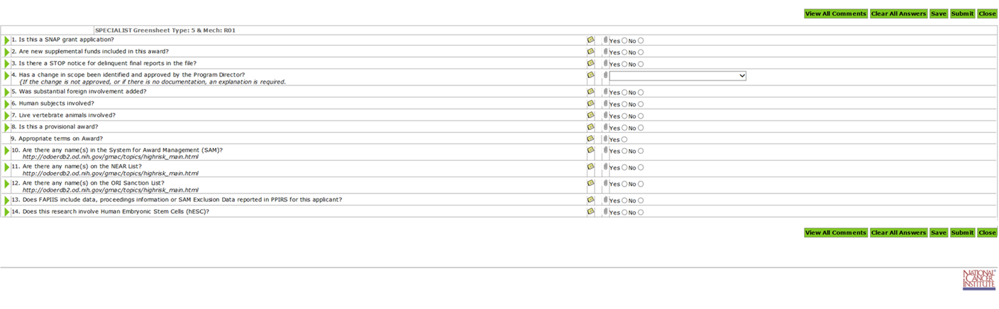 View All Comments Clear All Answers Save Submit Close
SPECIALIST Greensheet Type: 5 & Mech: R01
1. Is this a SNAP grant application? Yes No
2. Are new supplemental funds included in this award? Yes No
3. Is there a STOP notice for delinquent final reports in the file? Yes No
4. Has a change in scope been identified and approved by the Program Director?
{If the change is not approved, or if there is no documentation, an explanation is required.
5. Was substantial foreign involvement added? Yes No
6. Human subjects involved? Yes No
7. Live vertebrate animals involved? Yes No
8. Is this a provisional award? Yes No
9. Appropriate terms on Award? Yes
10. Are there any name(s) in the System for Award Management (SAM)? Yes No
http://odoerdb2.od.nih.gov/gmac/topics/highrisk_main.html
11. Are there any name(s) on the NEAR List? Yes No
http://odoerdb2.od.nih.gov/gmac/topics/highrisk_main.html
12. Are there any name(s) on the ORI Sanction List? Yes No
http://odoerdb2.od.nih.gov/gmac/topics/highrisk_main.html
13. Does FAPIIS include data, proceedings information or SAM Exclusion Data reported in PPIRS for this applicant? Yes No
14. Does this research involve Human Embryonic Stem Cells (hESC)? Yes No
View All Comments Clear All Answers Save Submit Close
NATIONAL
CANCER
INSTITUTE